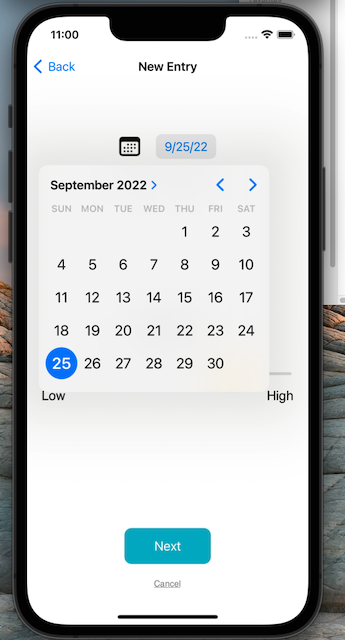 11:00
Back
New Entry
9/25/22
September 2022
SUN MON TUE WED THU FRI SAT
1 2 3
4 5 6 7 8 9 10
11 12 13 14 15 16 17
18 19 20 21 22 23 24
25 26 27 28 29 30
Low High
Next
Cancel